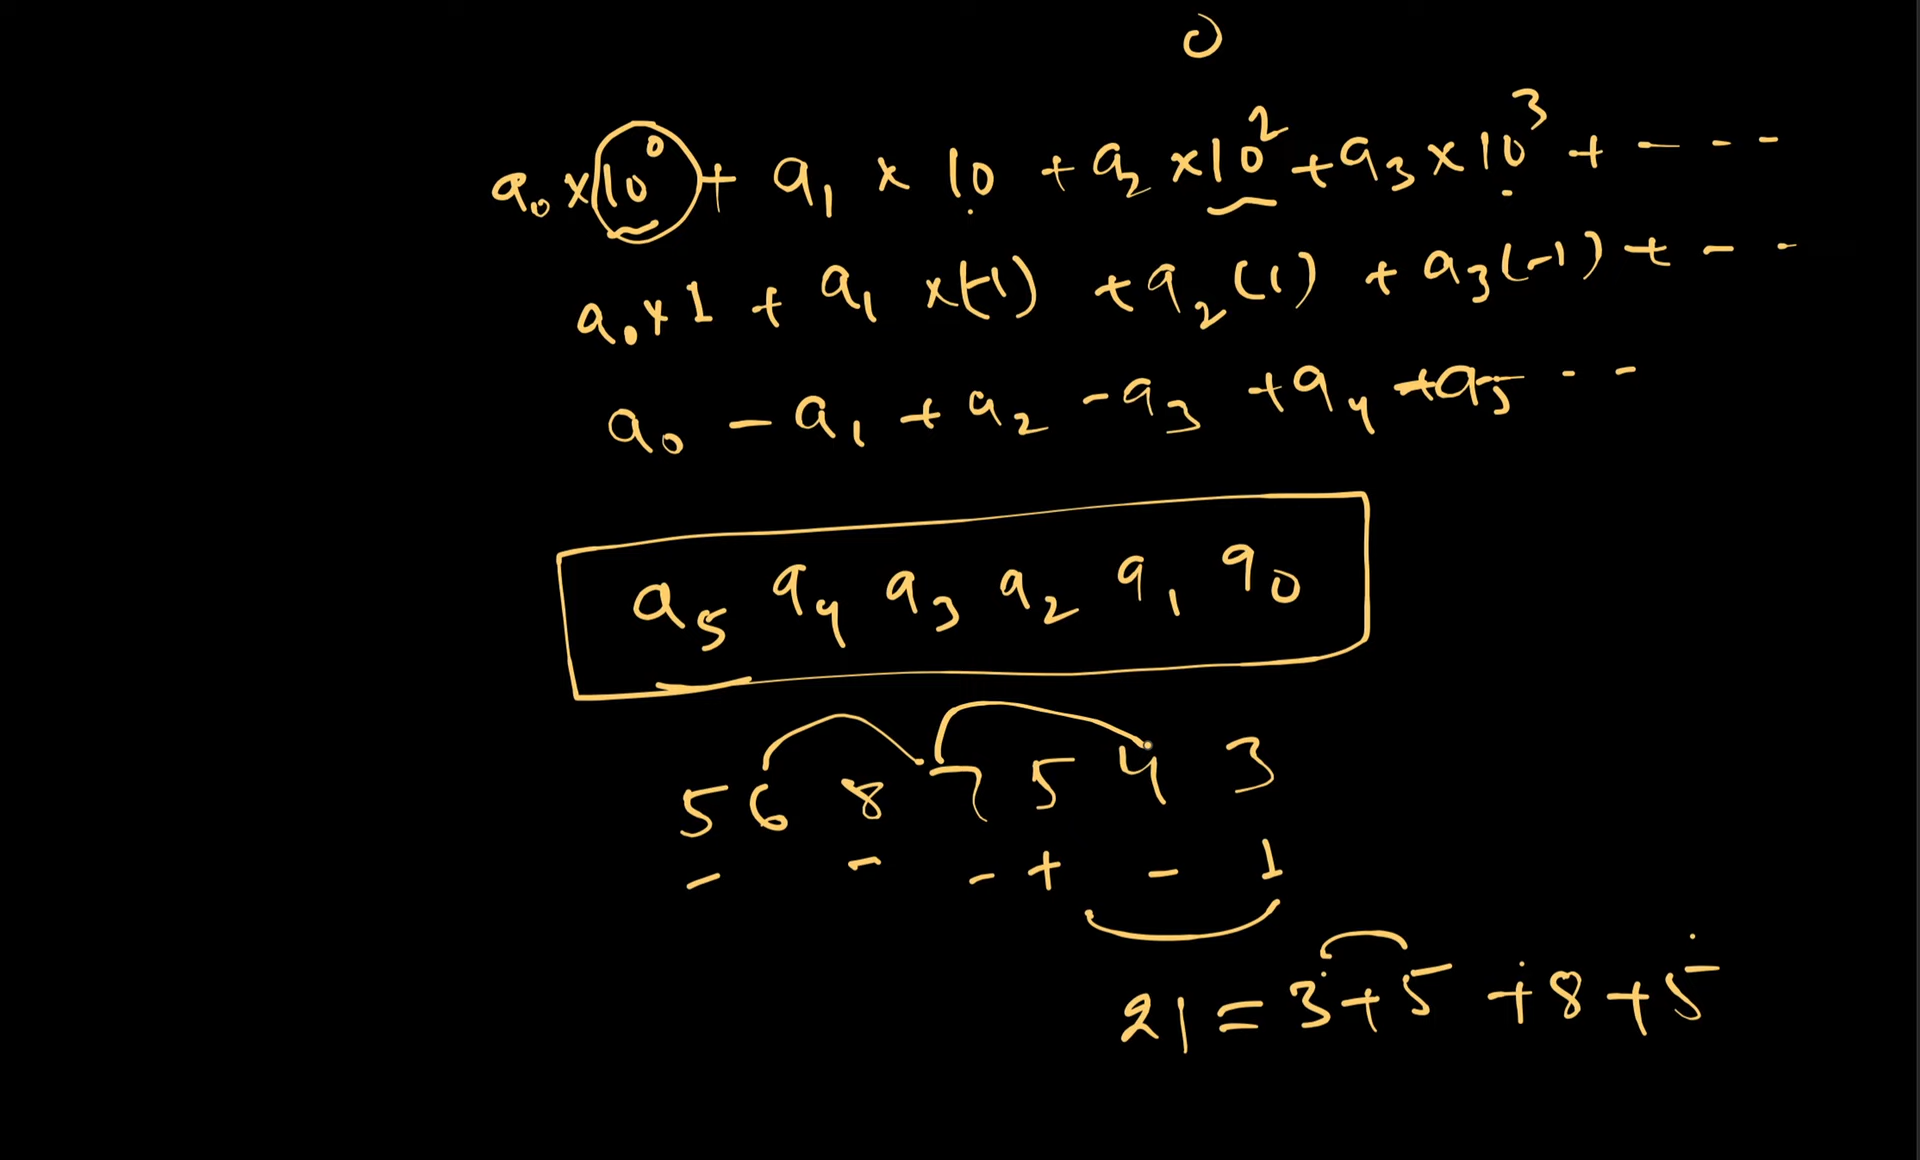 0
a₀ × 10⁰ + a₁ × 10 + a₂ × 10² + a₃ × 10³ + - - - -
a₀ × 1 + a₁ × (-1) + a₂ (1) + a₃ (-1) + - -
a₀ - a₁ + a₂ - a₃ + a₄ + a₅ - -
a₅ a₄ a₃ a₂ a₁ a₀
5 6 8 7 5 4 3
- - - + - 1
21 = 3 + 5 + 8 + 5